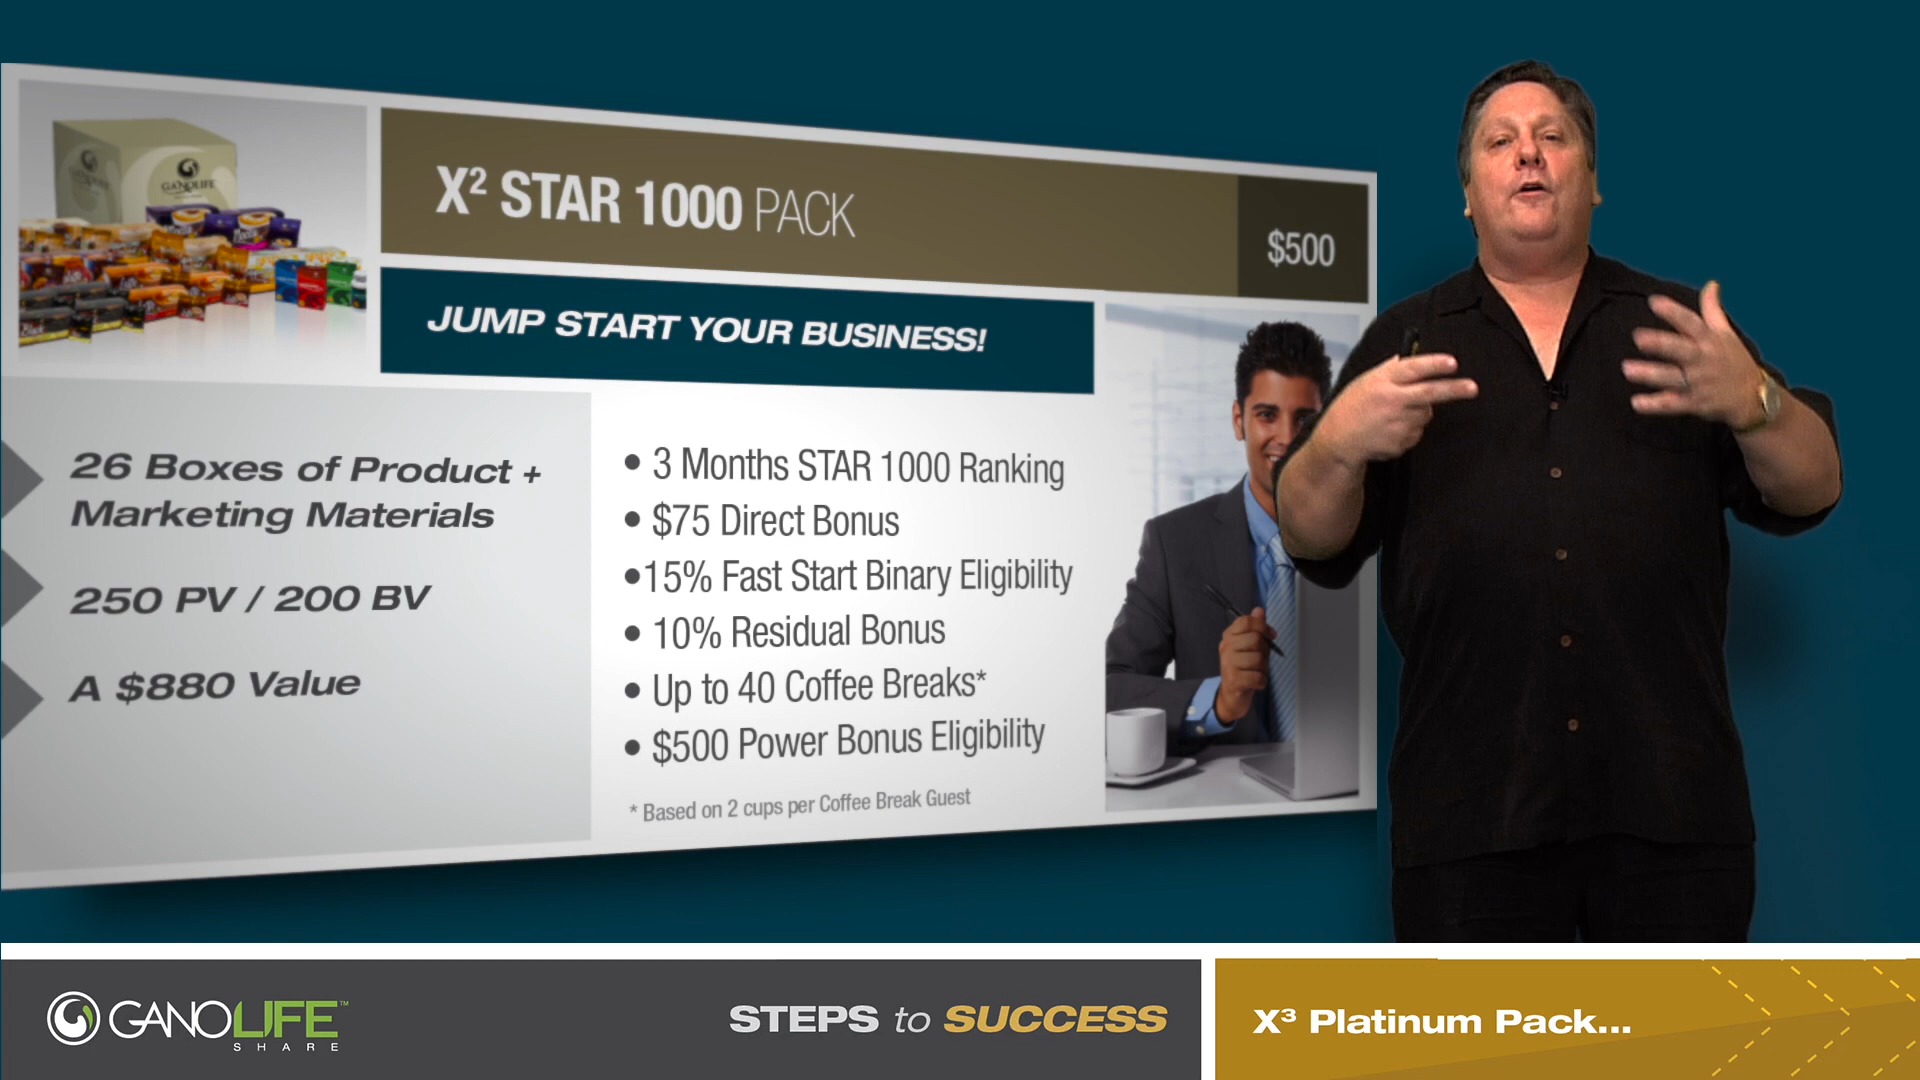 GANOLIFE
GANOLIFE
X² STAR 1000 PACK
$500
JUMP START YOUR BUSINESS!
26 Boxes of Product +
Marketing Materials
250 PV / 200 BV
A $880 Value
• 3 Months STAR 1000 Ranking
• $75 Direct Bonus
•15% Fast Start Binary Eligibility
• 10% Residual Bonus
• Up to 40 Coffee Breaks*
• $500 Power Bonus Eligibility
* Based on 2 cups per Coffee Break Guest
GANOLIFE™
SHARE
STEPS to SUCCESS
X³ Platinum Pack...